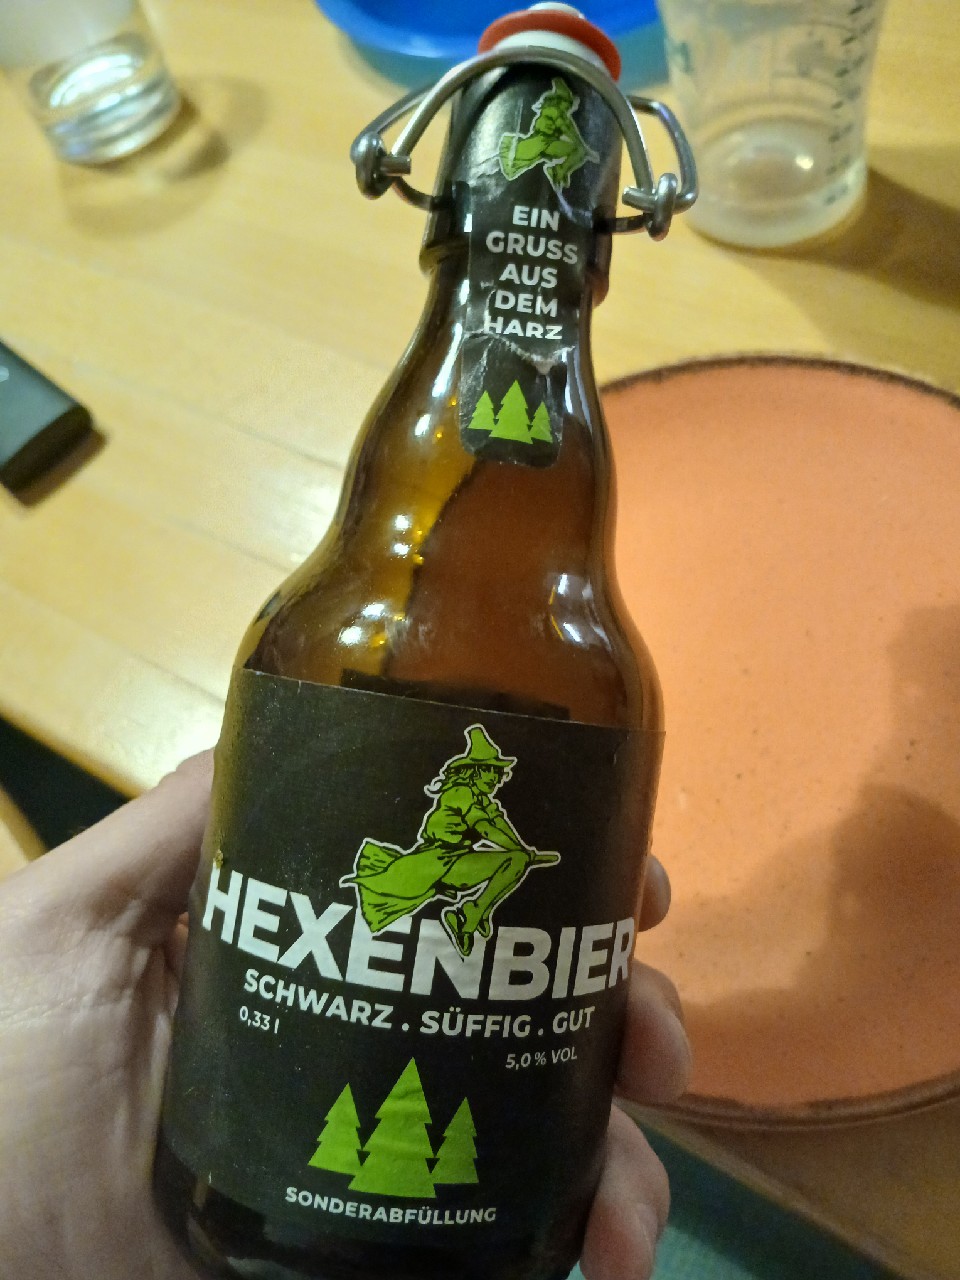 EIN
GRUSS
AUS
DEM
HARZ
HEXENBIER
SCHWARZ . SÜFFIG . GUT
0,33 l
5,0 % VOL
SONDERABFÜLLUNG